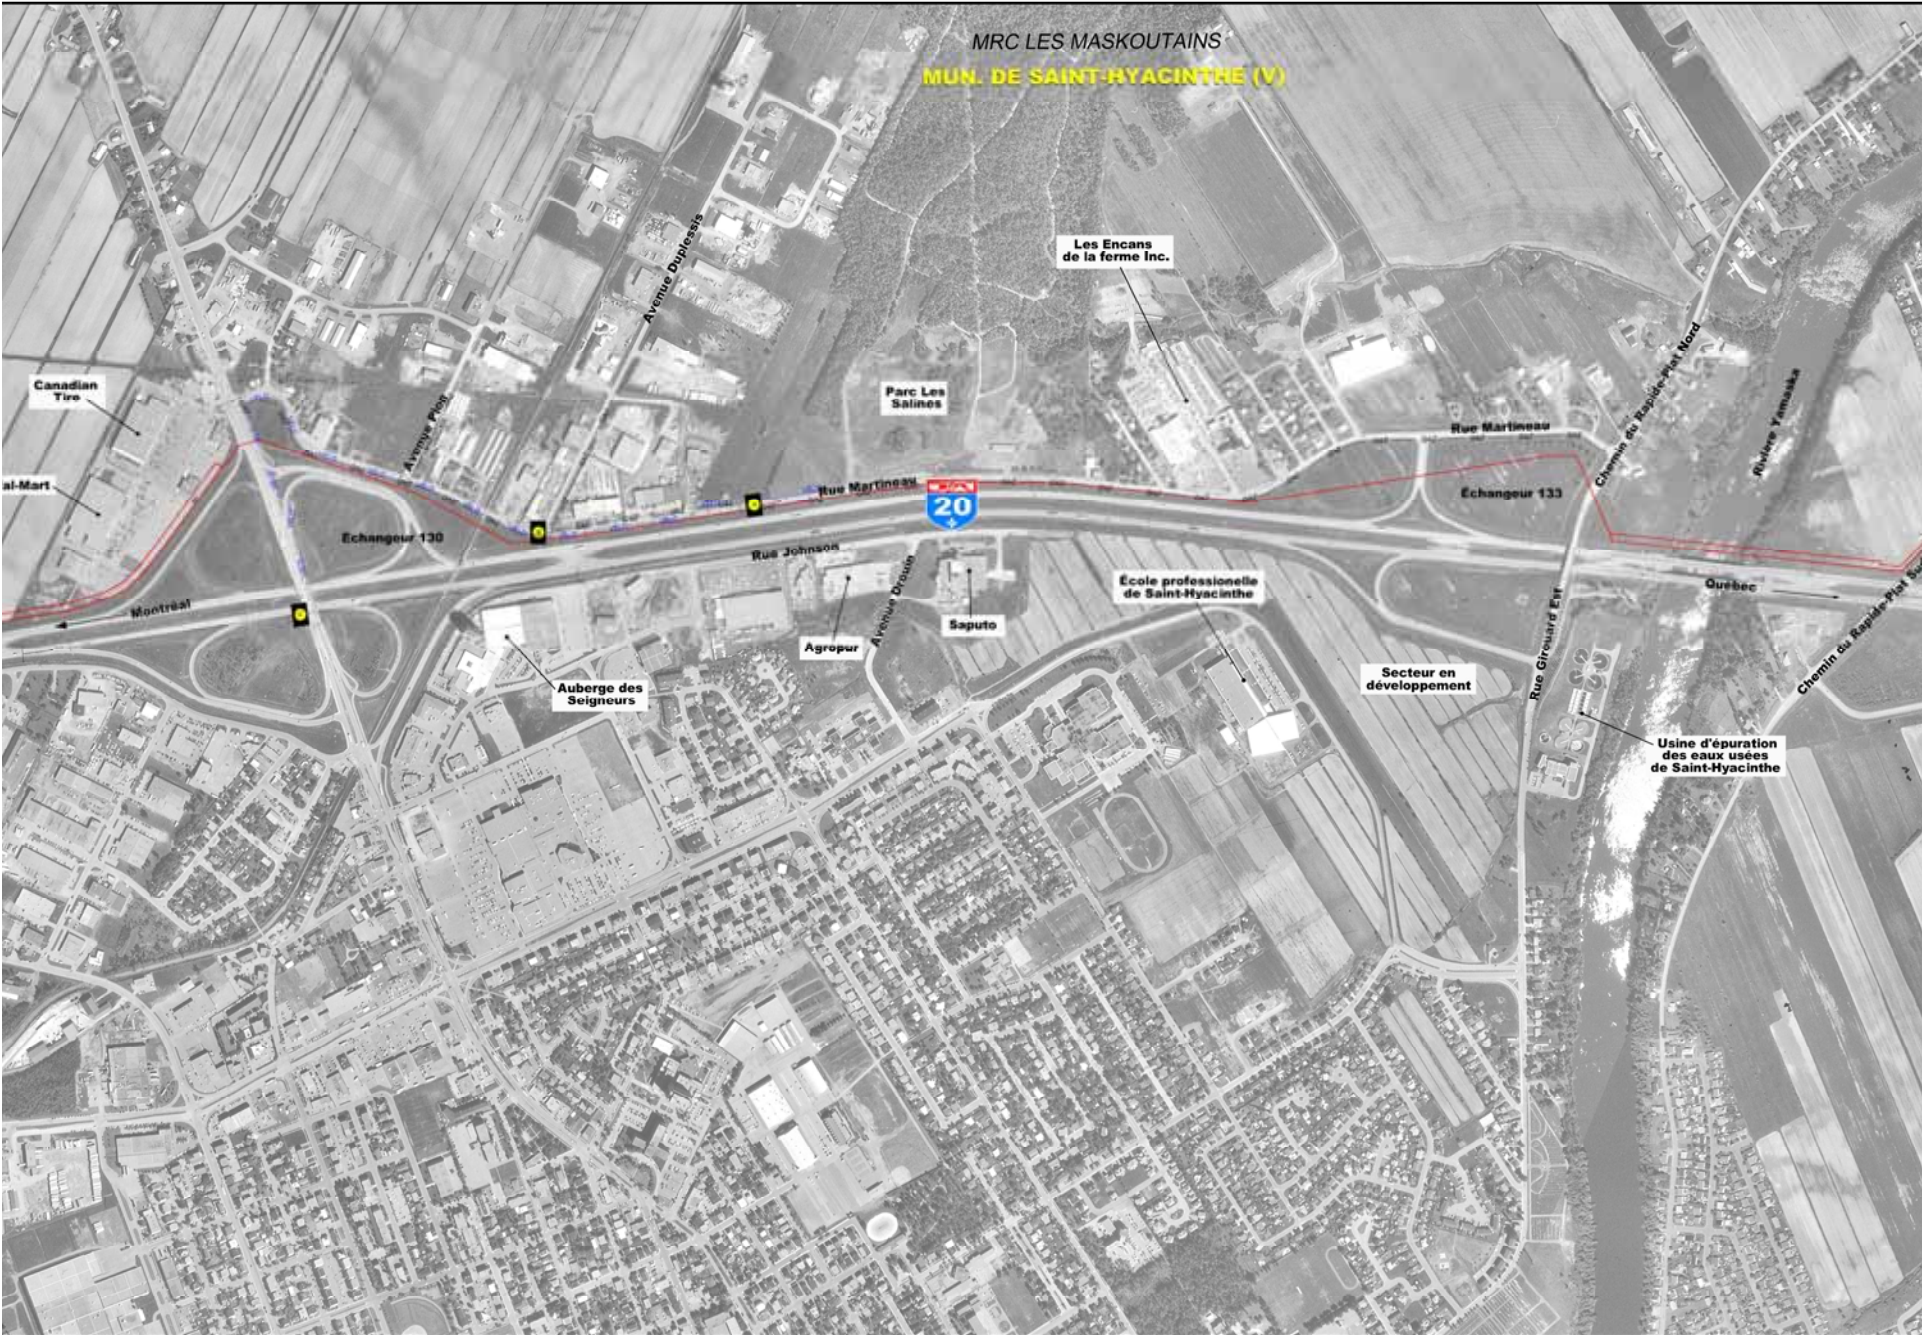 MRC LES MASKOUTAINS
MUN. DE SAINT-HYACINTHE (V)
Avenue Duplessis
Les Encans
de la ferme Inc.
Chemin du Rapide-Plat Nord
Rivière Yamaska
Canadian
Tire
Parc Les
Salines
Avenue Pion
Rue Martineau
al-Mart
Rue Martineau
20
Échangeur 133
Échangeur 130
Rue Johnson
École professionelle
de Saint-Hyacinthe
Québec
Montréal
Avenue Drouin
Saputo
Agropur
Rue Girouard Est
Chemin du Rapide-Plat Su
Auberge des
Seigneurs
Secteur en
développement
Usine d'épuration
des eaux usées
de Saint-Hyacinthe